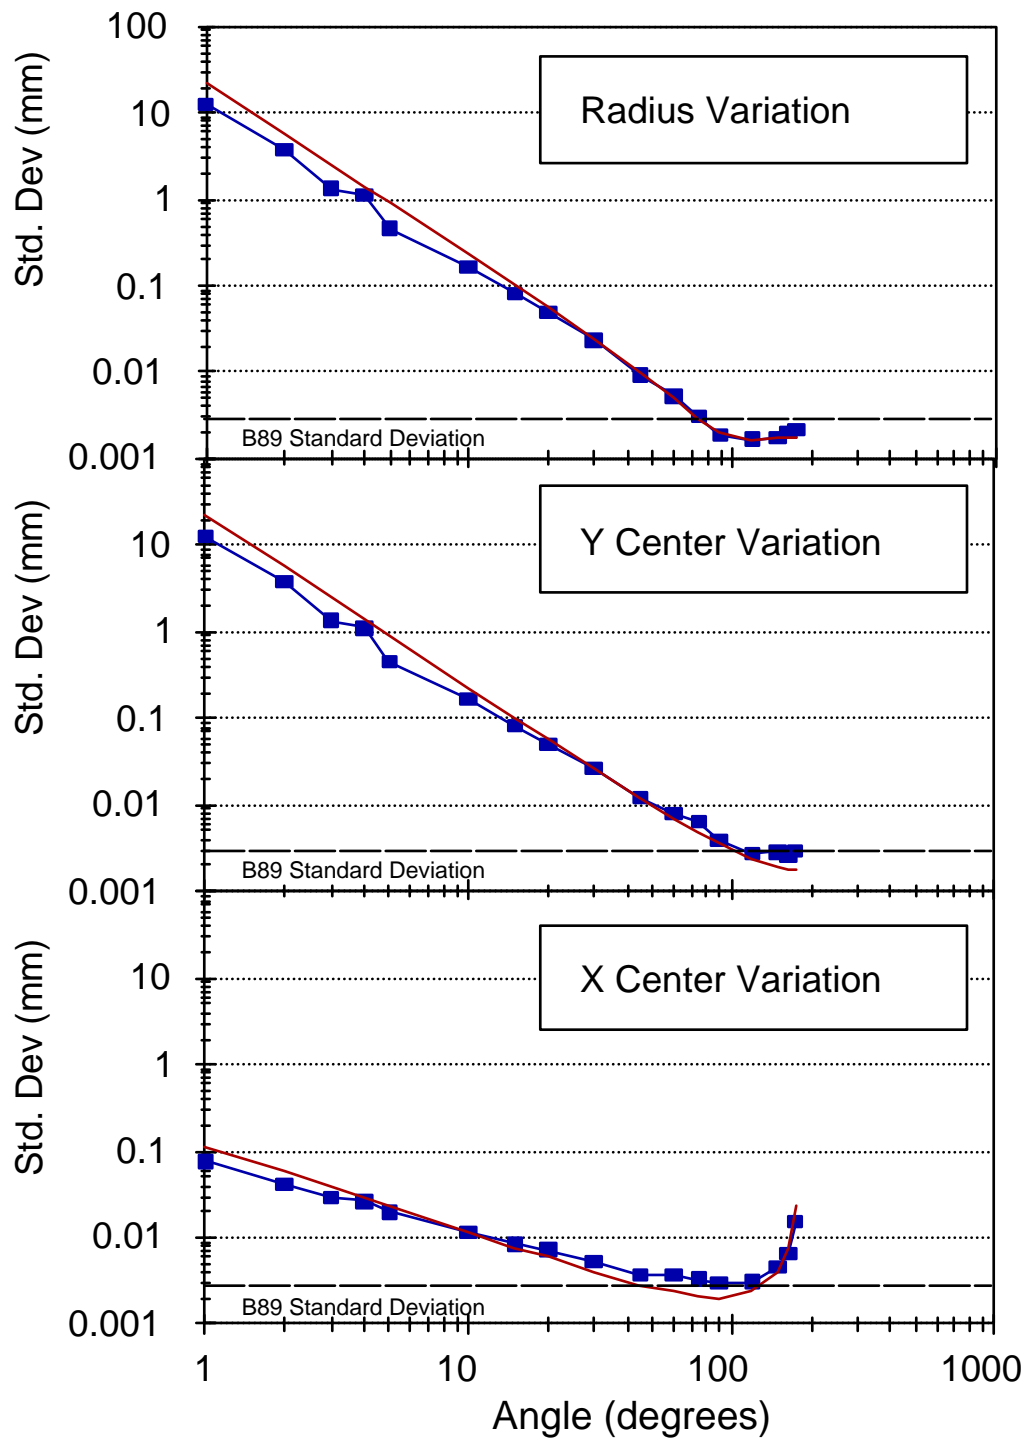 100
10
1
0.1
0.01
0.001
Std. Dev (mm)
Radius Variation
B89 Standard Deviation
10
1
0.1
0.01
0.001
Std. Dev (mm)
Y Center Variation
B89 Standard Deviation
10
1
0.1
0.01
0.001
Std. Dev (mm)
X Center Variation
B89 Standard Deviation
1 10 100 1000
Angle (degrees)